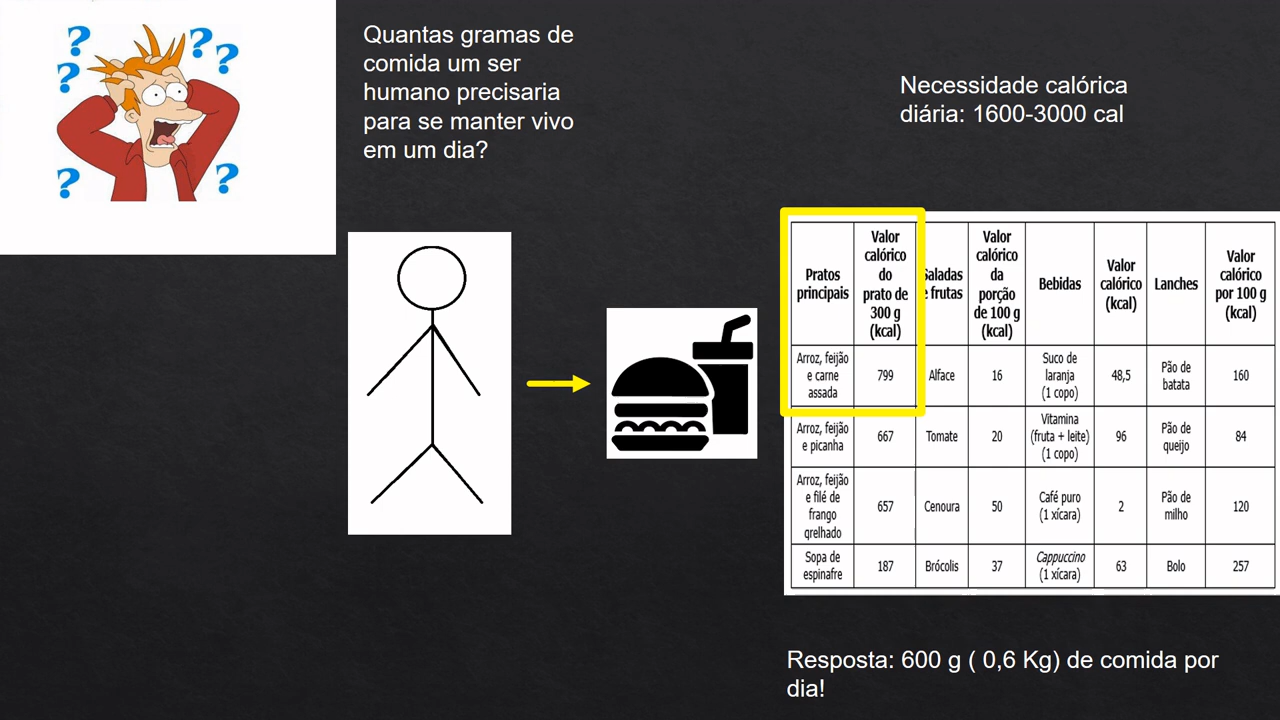 ? ? ? ? ? ?
Quantas gramas de
comida um ser
humano precisaria
para se manter vivo
em um dia?
Necessidade calórica
diária: 1600-3000 cal
Pratos principais | Valor calórico do prato de 300 g (kcal) | Saladas e frutas | Valor calórico da porção de 100 g (kcal) | Bebidas | Valor calórico (kcal) | Lanches | Valor calórico por 100 g (kcal)
Arroz, feijão e carne assada | 799 | Alface | 16 | Suco de laranja (1 copo) | 48,5 | Pão de batata | 160
Arroz, feijão e picanha | 667 | Tomate | 20 | Vitamina (fruta + leite) (1 copo) | 96 | Pão de queijo | 84
Arroz, feijão e filé de frango grelhado | 657 | Cenoura | 50 | Café puro (1 xícara) | 2 | Pão de milho | 120
Sopa de espinafre | 187 | Brócolis | 37 | Cappuccino (1 xícara) | 63 | Bolo | 257
Resposta: 600 g ( 0,6 Kg) de comida por
dia!